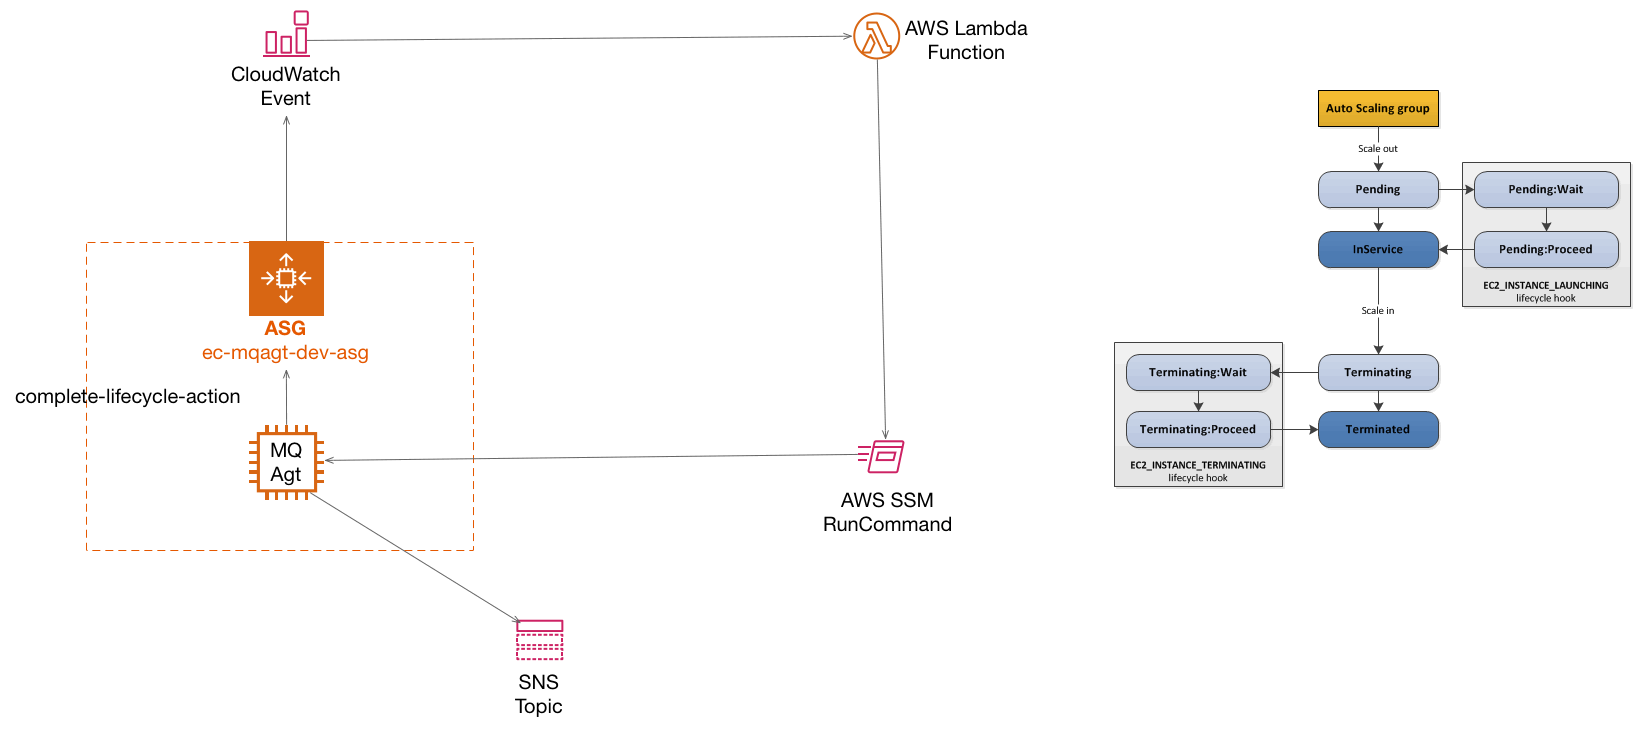 CloudWatch
Event
AWS Lambda
Function
ASG
ec-mqagt-dev-asg
complete-lifecycle-action
MQ
Agt
AWS SSM
RunCommand
SNS
Topic
Auto Scaling group
Scale out
Pending
Pending:Wait
InService
Pending:Proceed
EC2_INSTANCE_LAUNCHING
lifecycle hook
Scale in
Terminating:Wait
Terminating
Terminating:Proceed
Terminated
EC2_INSTANCE_TERMINATING
lifecycle hook